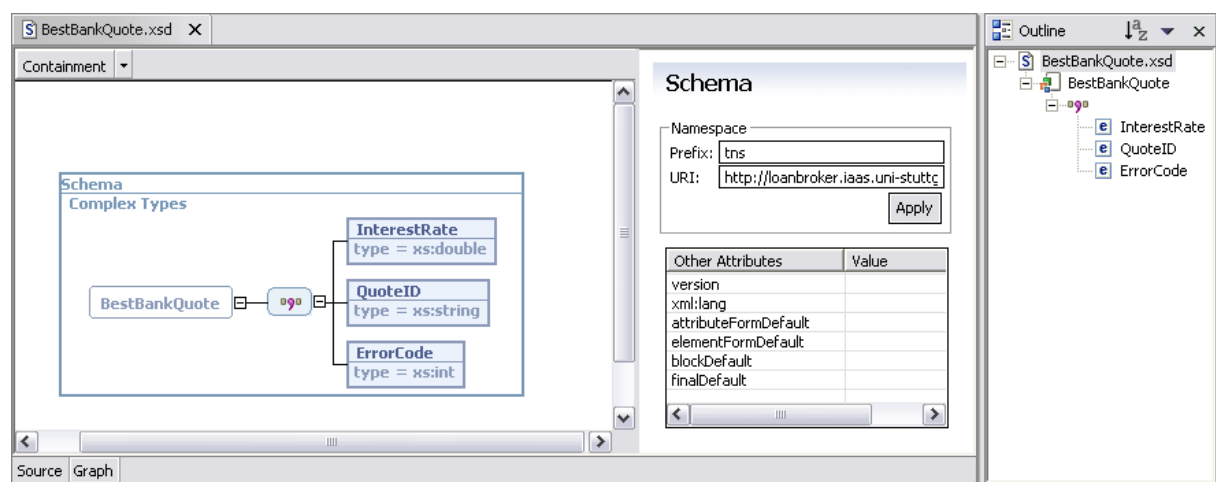 BestBankQuote.xsd
Containment
Schema
Complex Types
BestBankQuote
InterestRate
type = xs:double
QuoteID
type = xs:string
ErrorCode
type = xs:int
Source Graph
Schema
Namespace
Prefix: tns
URI: http://loanbroker.iaas.uni-stuttg
Apply
Other Attributes Value
version
xml:lang
attributeFormDefault
elementFormDefault
blockDefault
finalDefault
Outline
BestBankQuote.xsd
BestBankQuote
InterestRate
QuoteID
ErrorCode